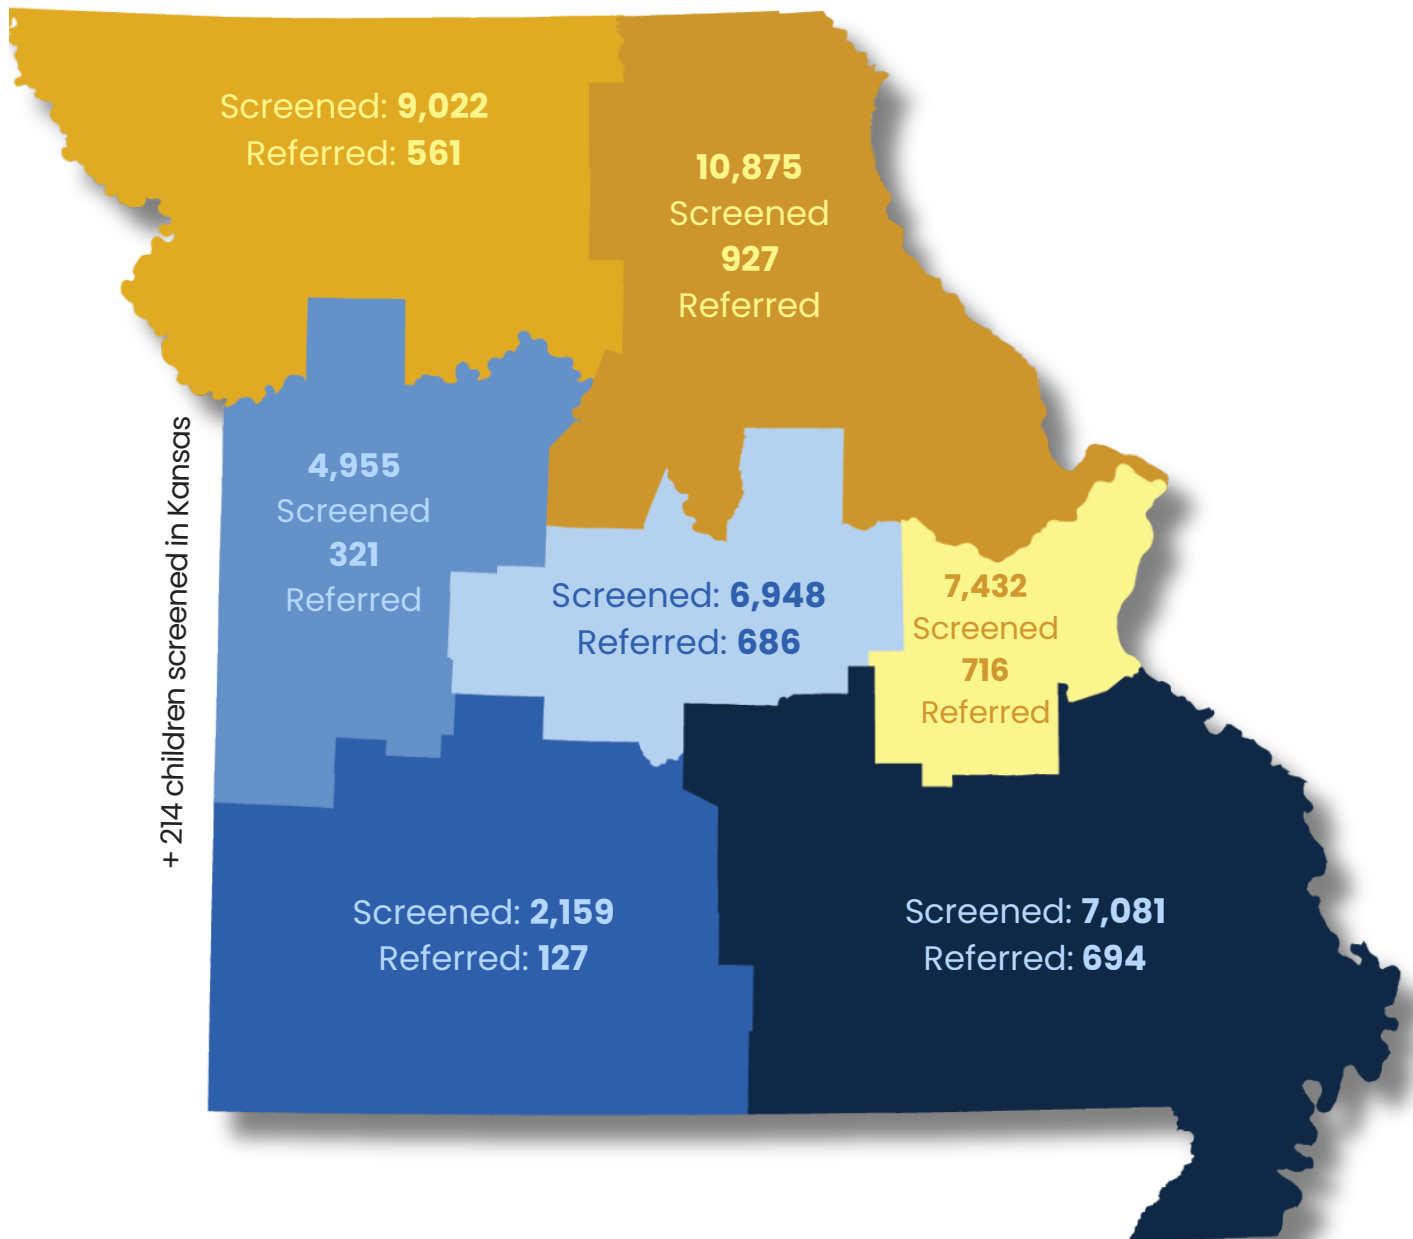 Screened: 9,022
Referred: 561
10,875
Screened
927
Referred
4,955
Screened
321
Referred
+ 214 children screened in Kansas
Screened: 6,948
Referred: 686
7,432
Screened
716
Referred
Screened: 2,159
Referred: 127
Screened: 7,081
Referred: 694